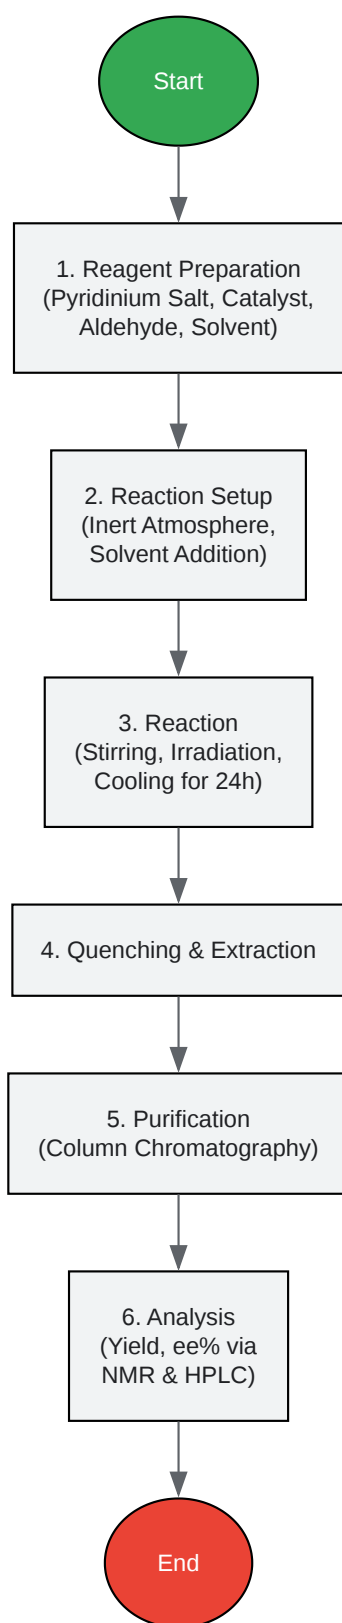 Start
1. Reagent Preparation
(Pyridinium Salt, Catalyst,
Aldehyde, Solvent)
2. Reaction Setup
(Inert Atmosphere,
Solvent Addition)
3. Reaction
(Stirring, Irradiation,
Cooling for 24h)
4. Quenching & Extraction
5. Purification
(Column Chromatography)
6. Analysis
(Yield, ee% via
NMR & HPLC)
End